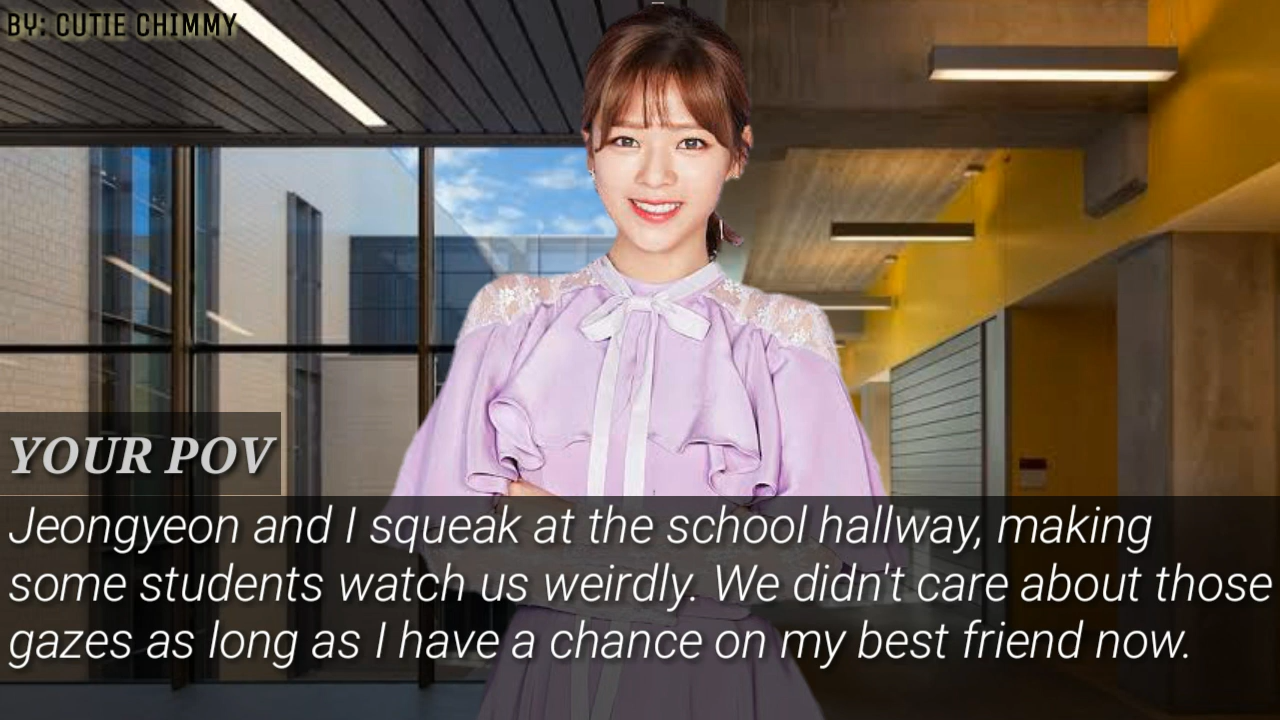 BY: CUTIE CHIMMY
YOUR POV
Jeongyeon and I squeak at the school hallway, making
some students watch us weirdly. We didn't care about those
gazes as long as I have a chance on my best friend now.